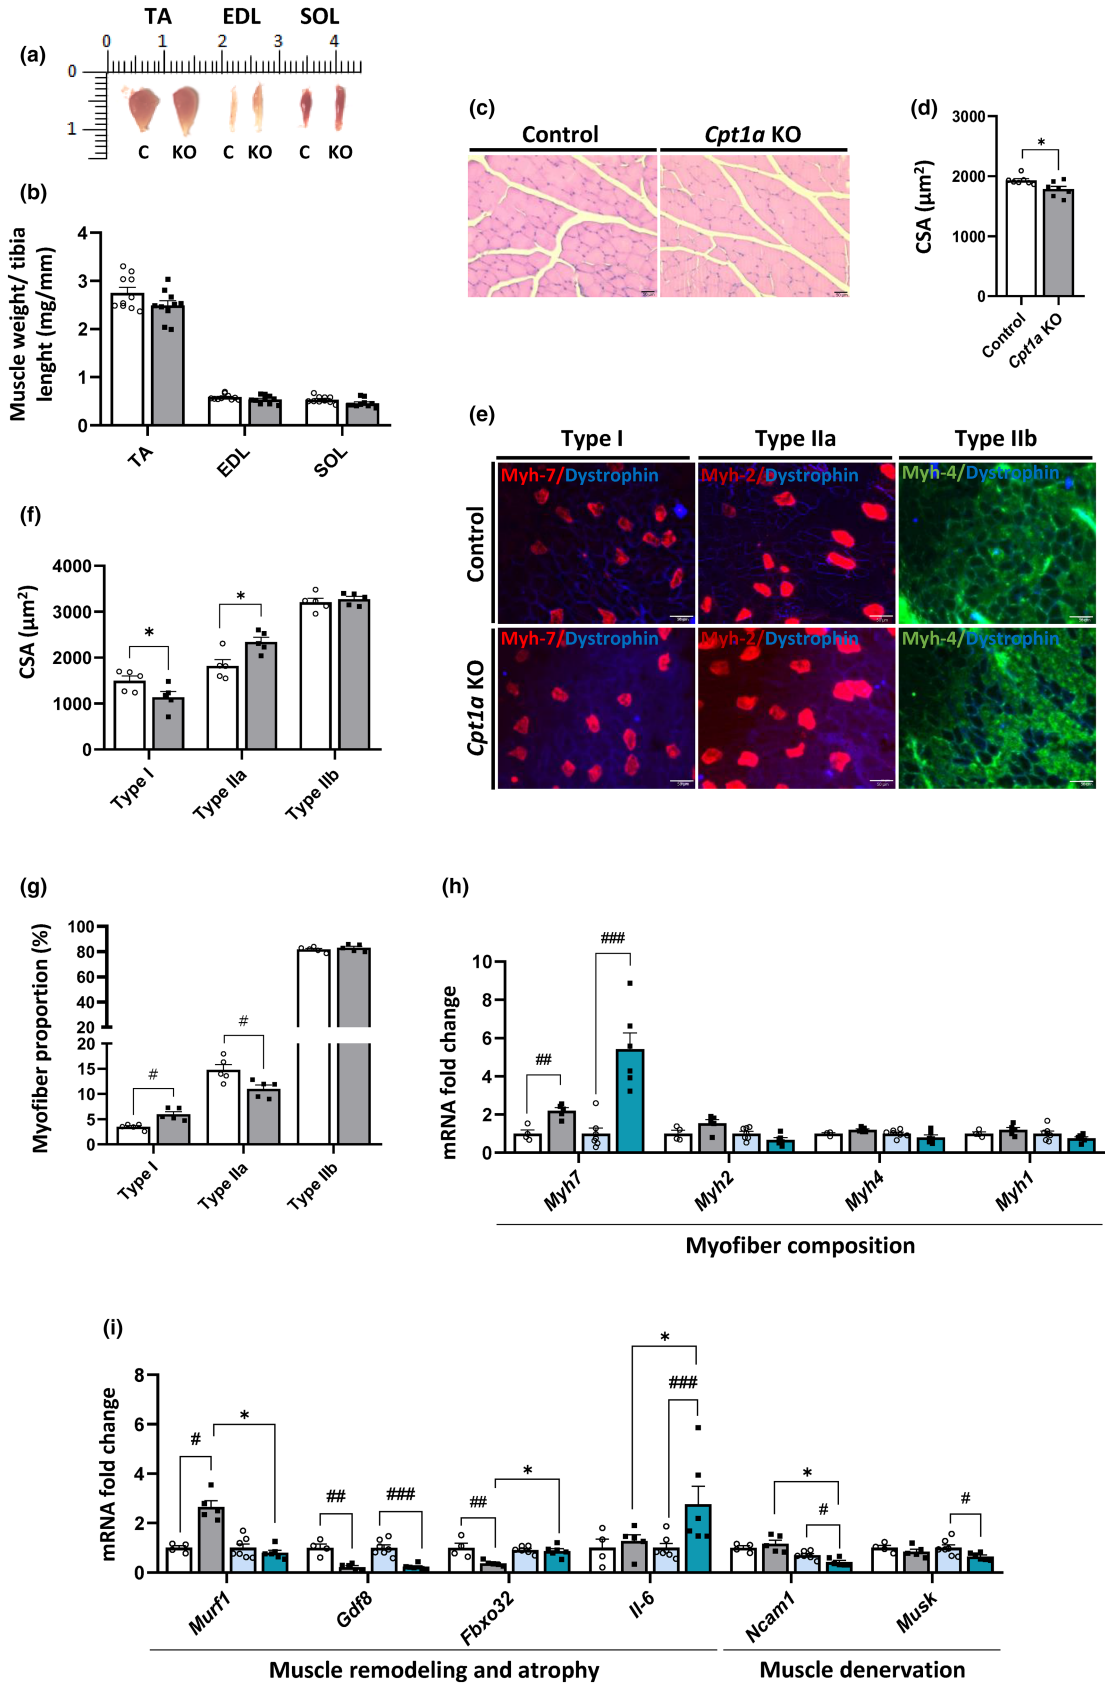 (a)
TA EDL SOL
0 1 2 3 4
0
1
C KO C KO C KO
(b)
Muscle weight/ tibia
lenght (mg/mm)
4
3
2
1
0
TA EDL SOL
(c)
Control Cpt1a KO
(d)
CSA (µm²)
3000
2000
1000
0
*
Control Cpt1a KO
(e)
Type I Type IIa Type IIb
Control
Myh-7/Dystrophin Myh-2/Dystrophin Myh-4/Dystrophin
Cpt1a KO
Myh-7/Dystrophin Myh-2/Dystrophin Myh-4/Dystrophin
(f)
CSA (µm²)
4000
3000
2000
1000
0
* *
Type I Type IIa Type IIb
(g)
Myofiber proportion (%)
100
80
60
40
20
20
15
10
5
0
# #
Type I Type IIa Type IIb
(h)
mRNA fold change
10
8
6
4
2
0
## ###
Myh7 Myh2 Myh4 Myh1
Myofiber composition
(i)
mRNA fold change
8
6
4
2
0
# * ## ### ## * * ### * # #
Murf1 Gdf8 Fbxo32 Il-6 Ncam1 Musk
Muscle remodeling and atrophy Muscle denervation